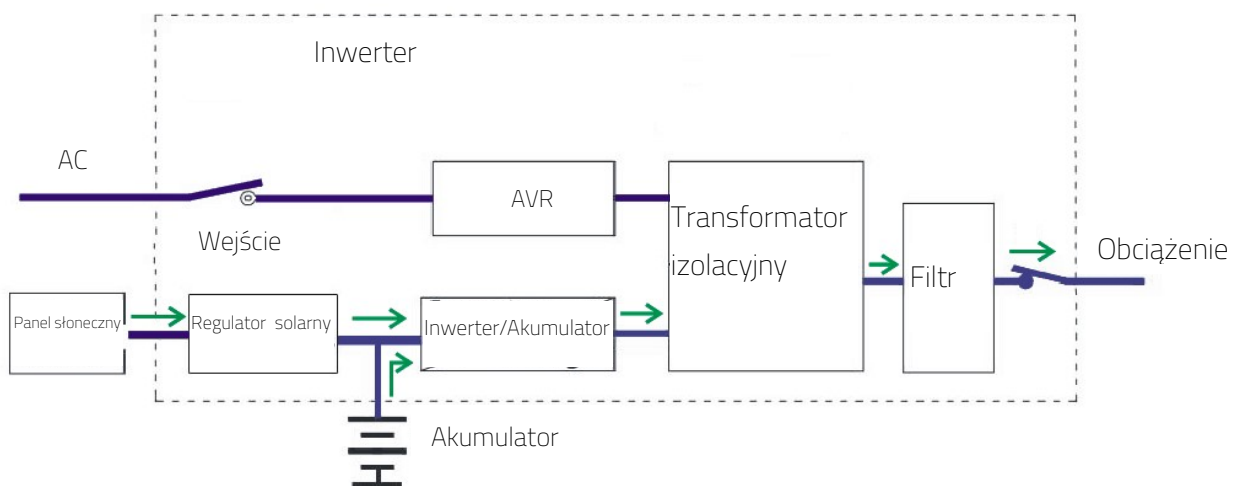 Inwerter
AC
AVR
Wejście
Transformator
izolacyjny
Filtr
Obciążenie
Panel słoneczny
Regulator solarny
Inwerter/Akumulator
Akumulator